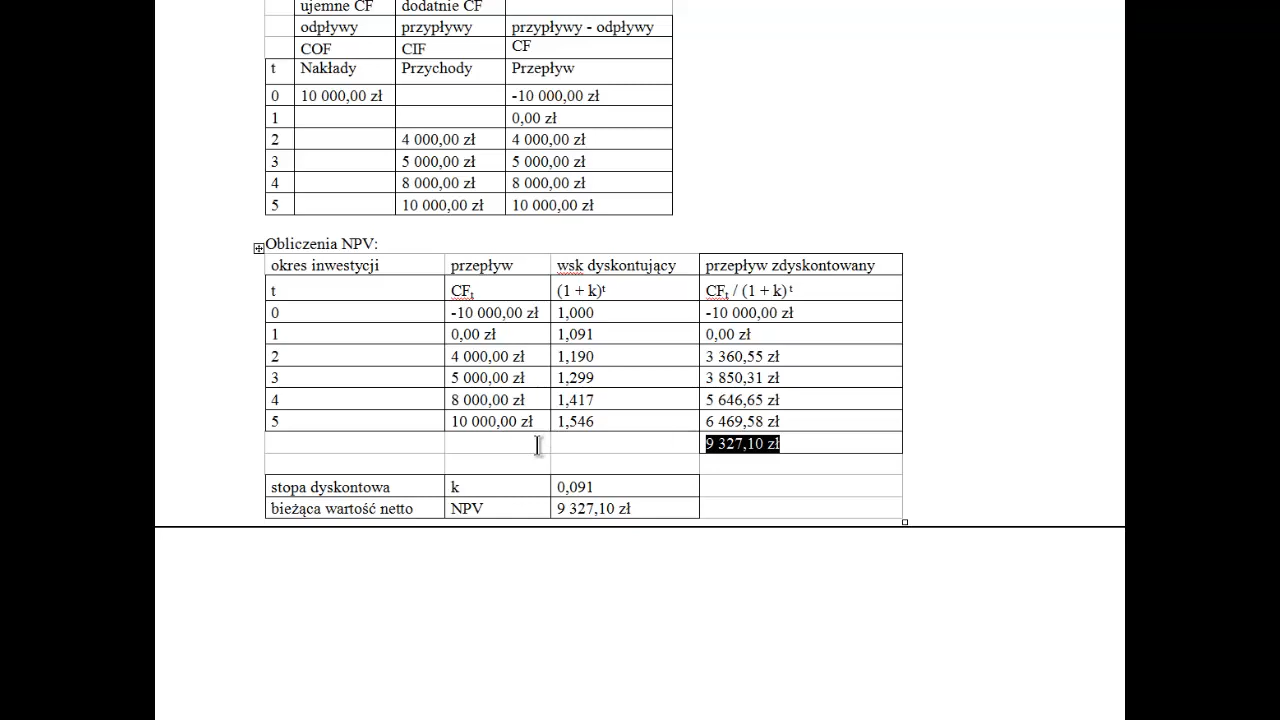 ujemne CF dodatnie CF
odpływy przypływy przypływy - odpływy
COF CIF CF
t Nakłady Przychody Przepływ
0 10 000,00 zł -10 000,00 zł
1 0,00 zł
2 4 000,00 zł 4 000,00 zł
3 5 000,00 zł 5 000,00 zł
4 8 000,00 zł 8 000,00 zł
5 10 000,00 zł 10 000,00 zł
Obliczenia NPV:
okres inwestycji przepływ wsk dyskontujący przepływ zdyskontowany
t CFt (1 + k)t CFt / (1 + k) t
0 -10 000,00 zł 1,000 -10 000,00 zł
1 0,00 zł 1,091 0,00 zł
2 4 000,00 zł 1,190 3 360,55 zł
3 5 000,00 zł 1,299 3 850,31 zł
4 8 000,00 zł 1,417 5 646,65 zł
5 10 000,00 zł 1,546 6 469,58 zł
9 327,10 zł
stopa dyskontowa k 0,091
bieżąca wartość netto NPV 9 327,10 zł